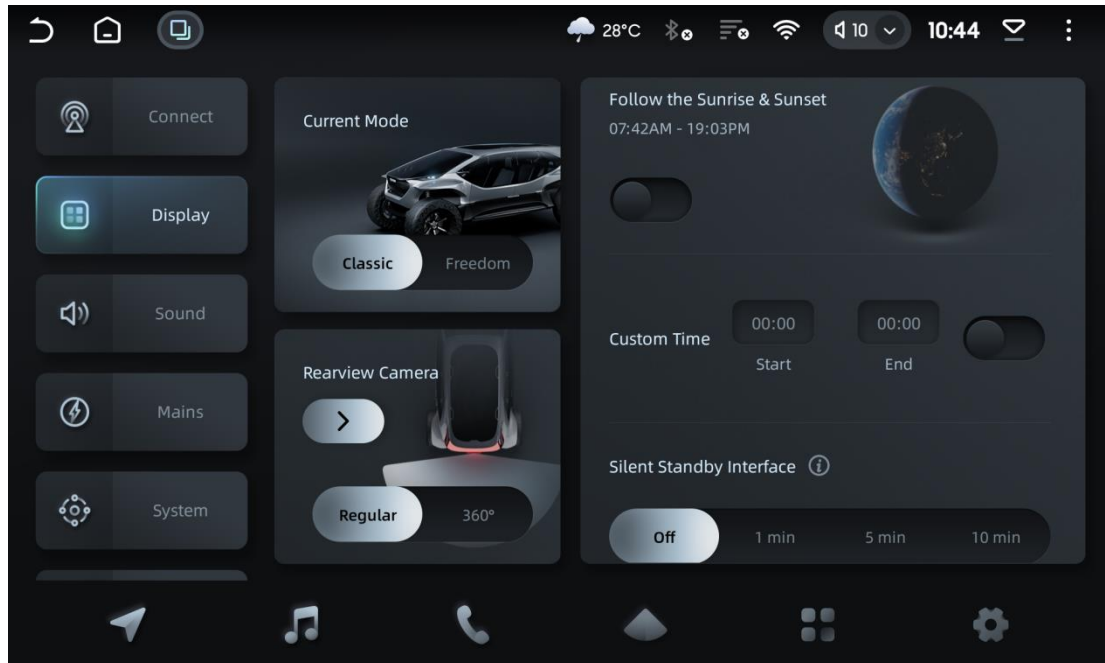 28°C
10
10:44
Connect
Display
Sound
Mains
System
Current Mode
Classic
Freedom
Rearview Camera
Regular
360°
Follow the Sunrise & Sunset
07:42AM - 19:03PM
Custom Time
00:00
00:00
Start
End
Silent Standby Interface
Off
1 min
5 min
10 min